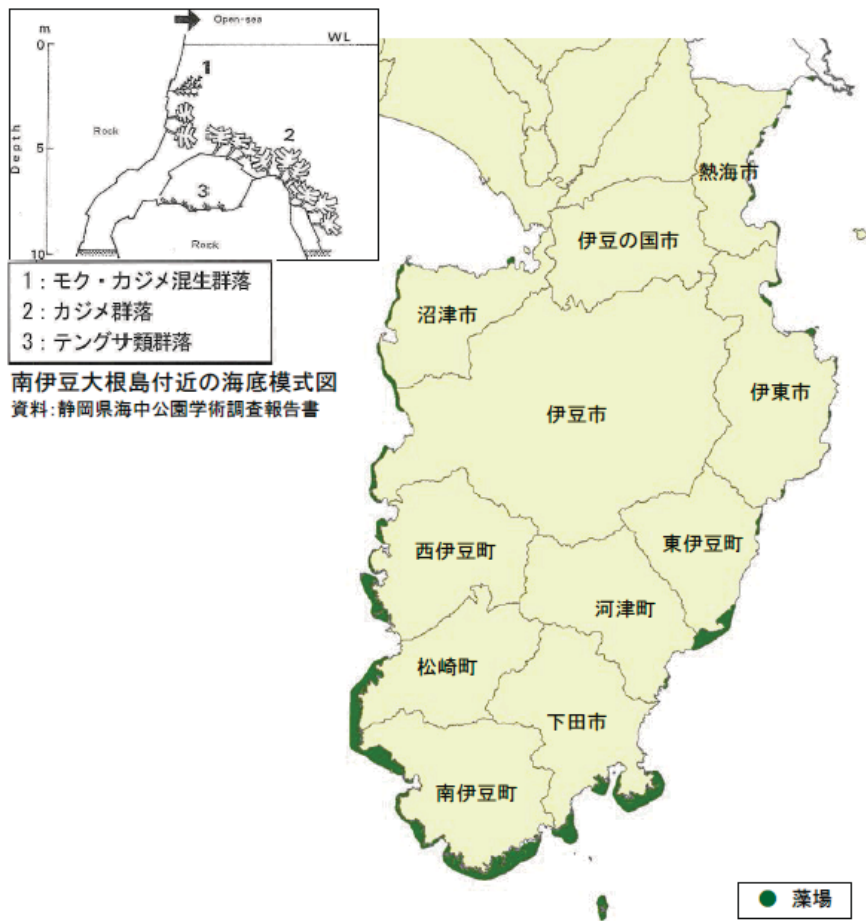 Open-sea
m
WL
0
1
Rock
2
Depth
5
3
Rock
10
1：モク・カジメ混生群落
2：カジメ群落
3：テングサ類群落
南伊豆大根島付近の海底模式図
資料:静岡県海中公園学術調査報告書
熱海市
伊豆の国市
沼津市
伊東市
伊豆市
東伊豆町
西伊豆町
河津町
松崎町
下田市
南伊豆町
藻場